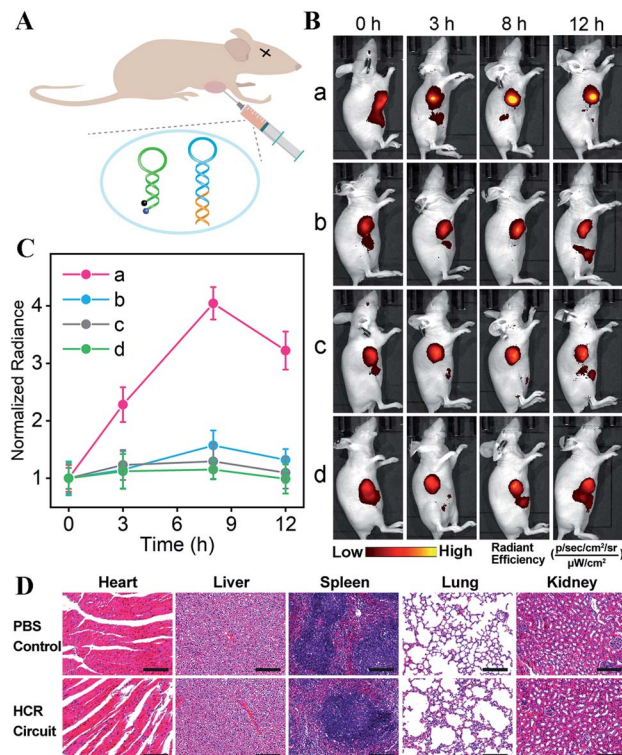 A
B
0 h 3 h 8 h 12 h
a
b
c
d
C
Normalized Radiance
4
3
2
1
a
b
c
d
0 3 6 9 12
Time (h)
Low High Radiant Efficiency (p/sec/cm²/sr / μW/cm²)
D
Heart Liver Spleen Lung Kidney
PBS
Control
HCR
Circuit